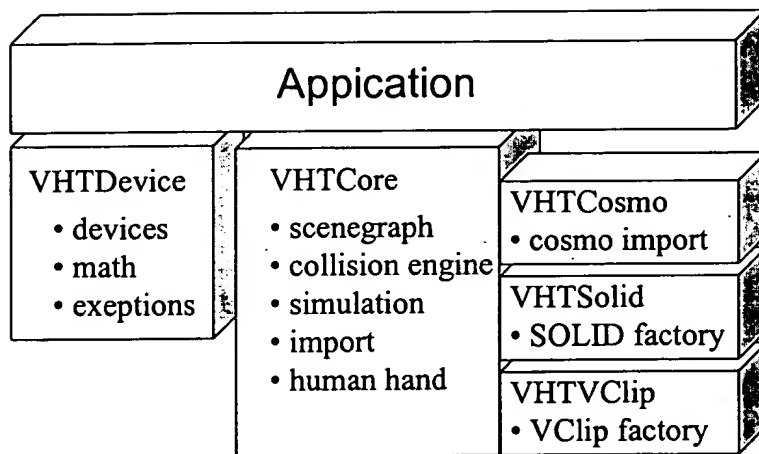 Appication
VHTDevice
• devices
• math
• exeptions
VHTCore
• scenegraph
• collision engine
• simulation
• import
• human hand
VHTCosmo
• cosmo import
VHTSolid
• SOLID factory
VHTVClip
• VClip factory